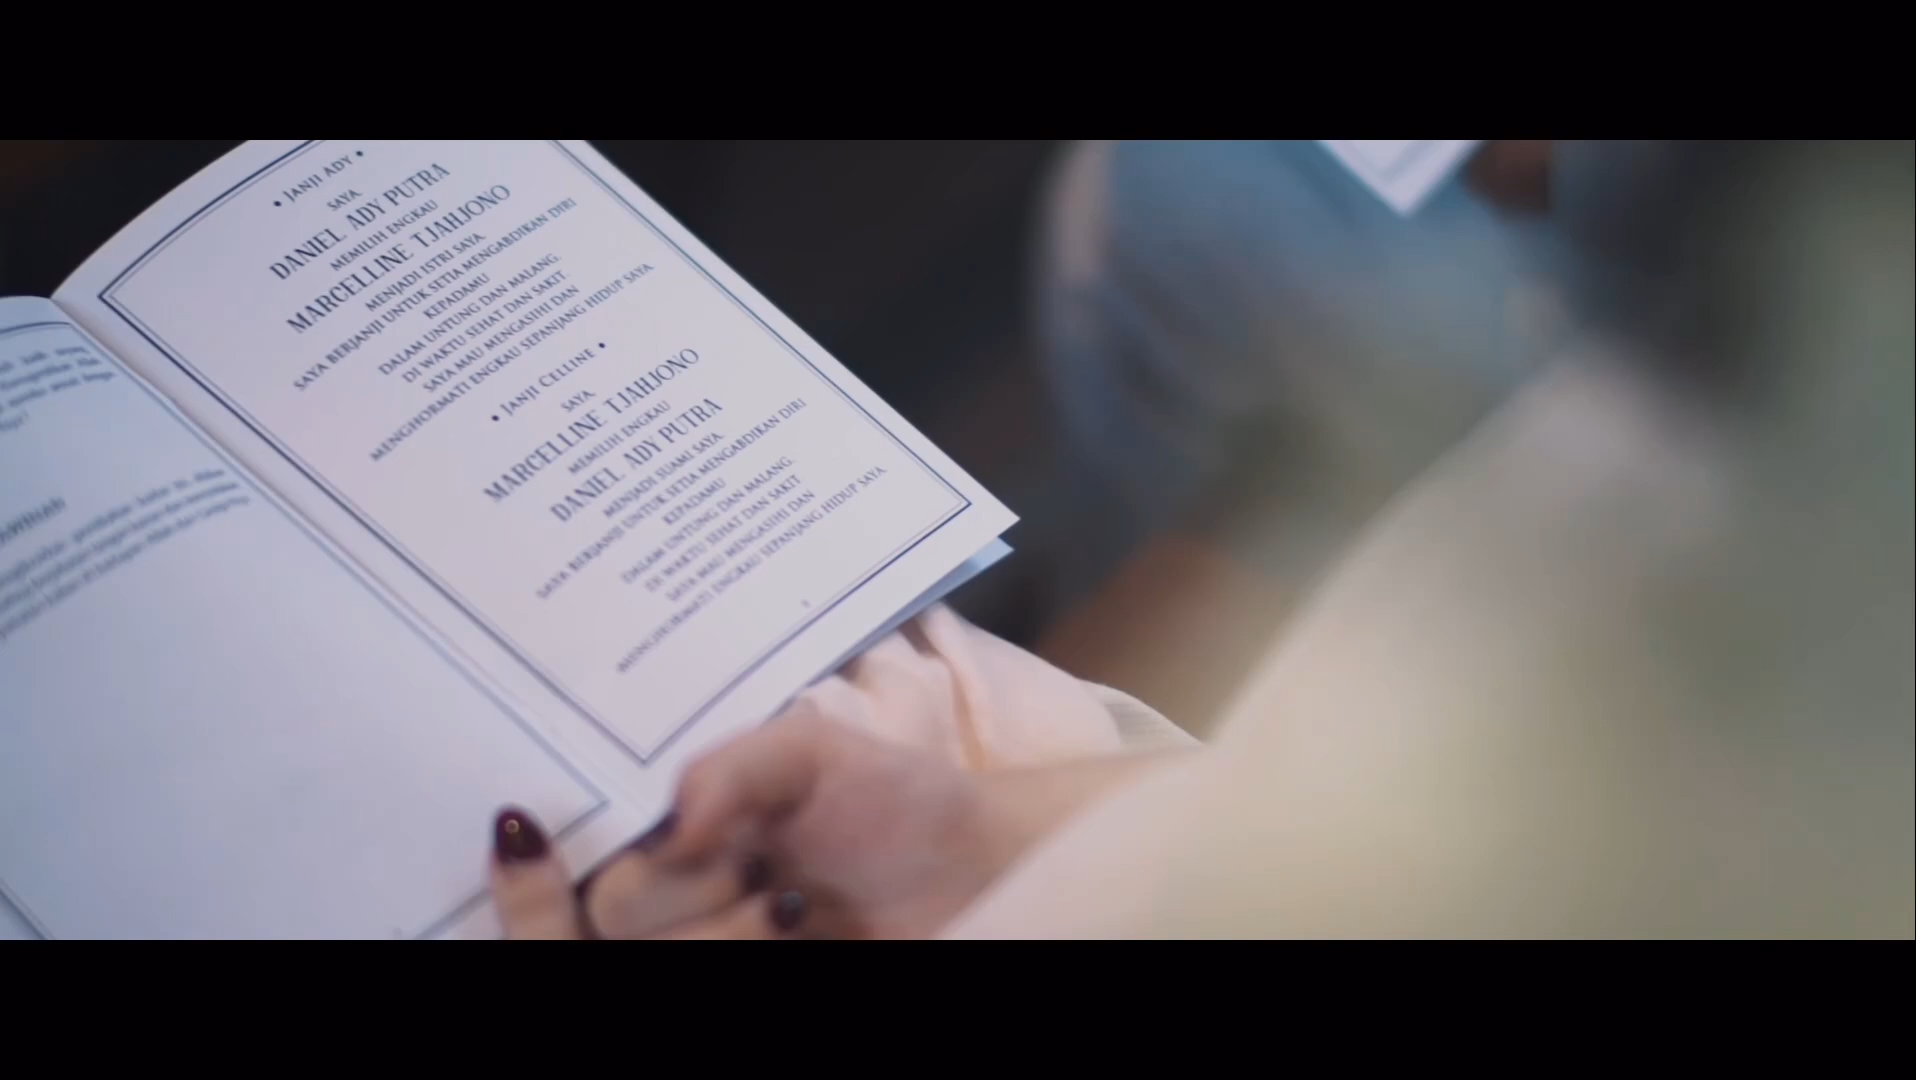 • JANJI ADY •
SAYA,
DANIEL ADY PUTRA
MEMILIH ENGKAU
MARCELLINE TJAHJONO
MENJADI ISTRI SAYA.
SAYA BERJANJI UNTUK SETIA MENGABDIKAN DIRI
KEPADAMU
DALAM UNTUNG DAN MALANG,
DI WAKTU SEHAT DAN SAKIT.
SAYA MAU MENGASIHI DAN
MENGHORMATI ENGKAU SEPANJANG HIDUP SAYA.
• JANJI CELLINE •
SAYA,
MARCELLINE TJAHJONO
MEMILIH ENGKAU
DANIEL ADY PUTRA
MENJADI SUAMI SAYA.
SAYA BERJANJI UNTUK SETIA MENGABDIKAN DIRI
KEPADAMU
DALAM UNTUNG DAN MALANG,
DI WAKTU SEHAT DAN SAKIT
SAYA MAU MENGASIHI DAN
MENGHORMATI ENGKAU SEPANJANG HIDUP SAYA.